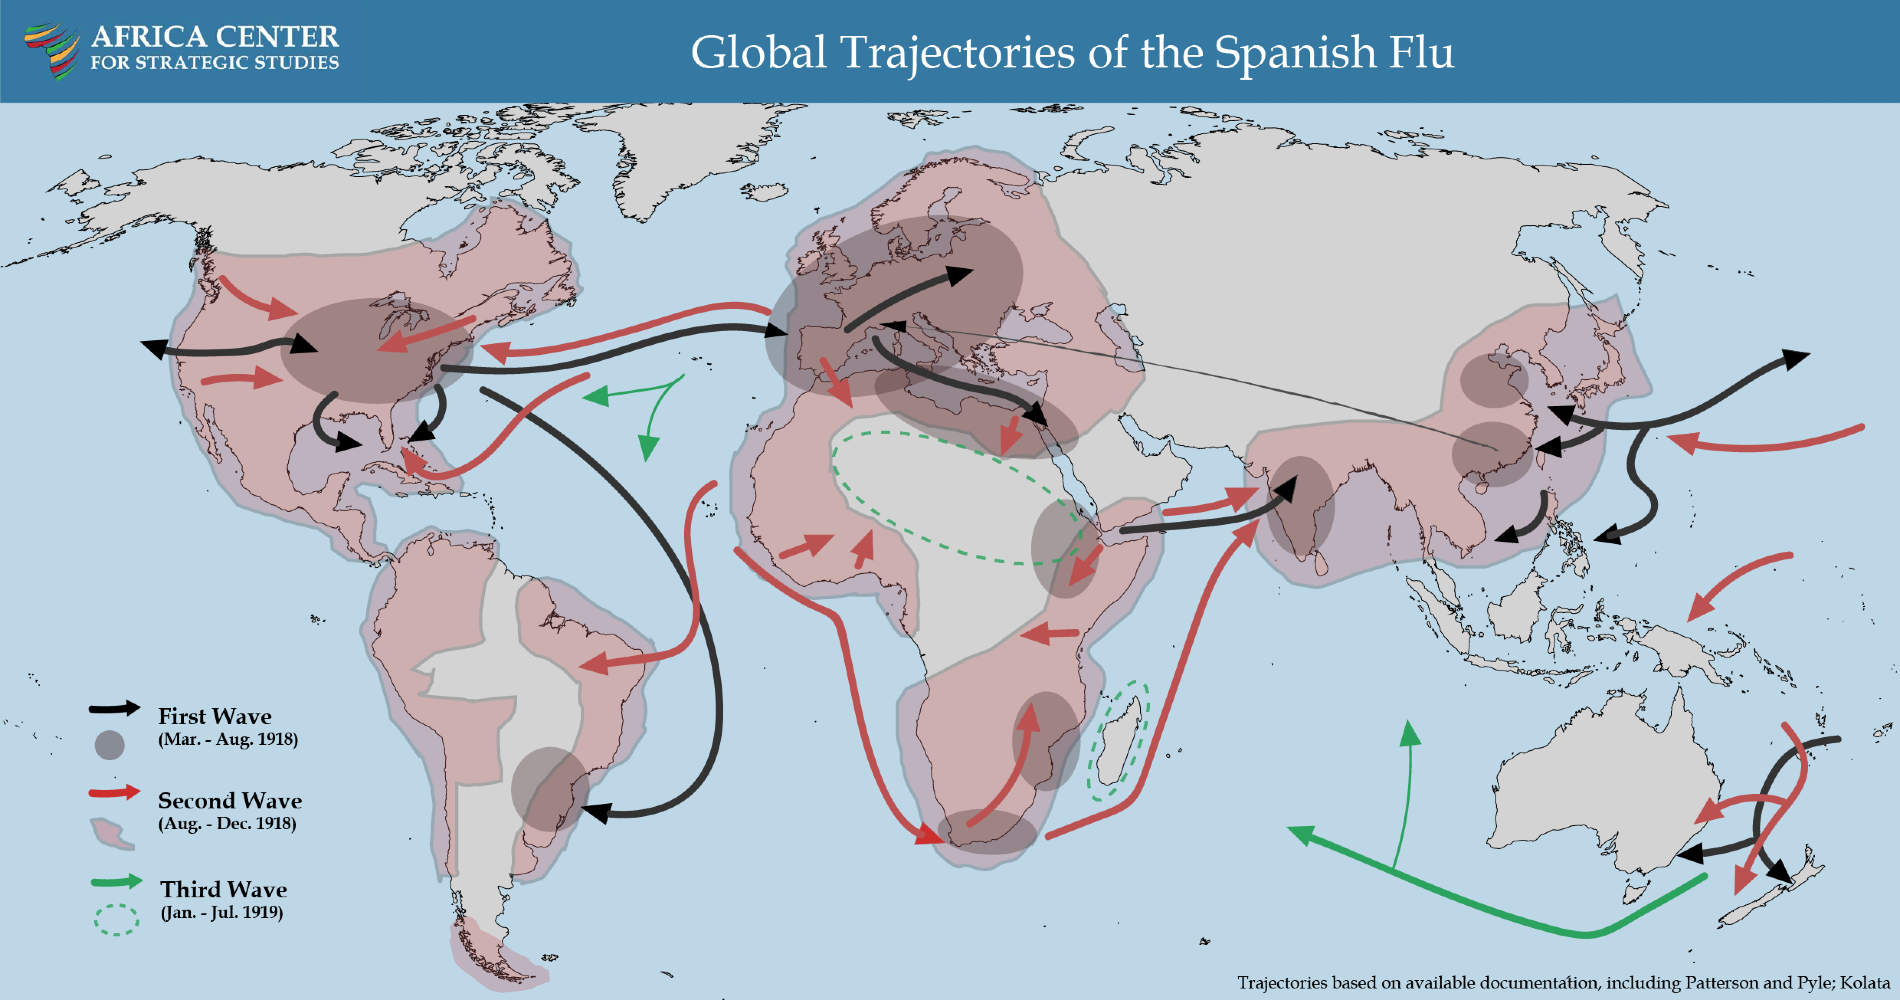 AFRICA CENTER
FOR STRATEGIC STUDIES
Global Trajectories of the Spanish Flu
First Wave
(Mar. - Aug. 1918)
Second Wave
(Aug. - Dec. 1918)
Third Wave
(Jan. - Jul. 1919)
Trajectories based on available documentation, including Patterson and Pyle; Kolata